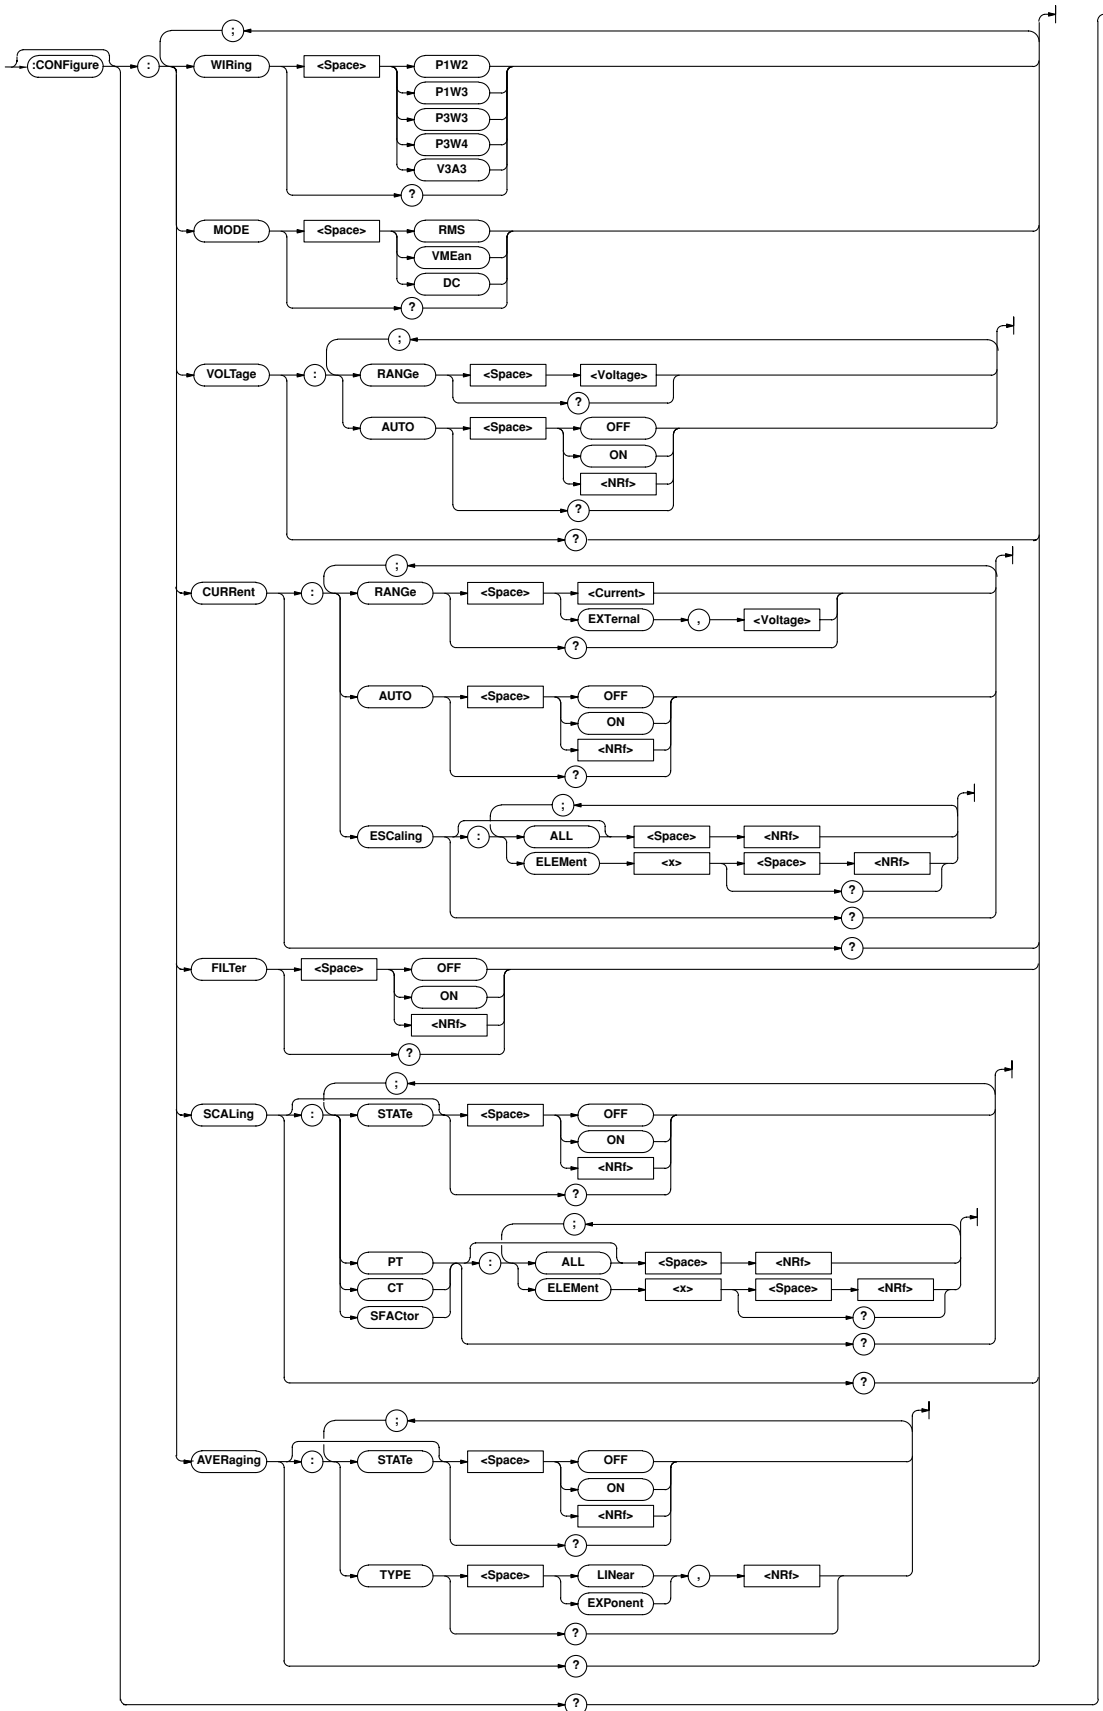 ;
:CONFigure : WIRing <Space> P1W2
P1W3
P3W3
P3W4
V3A3
?
MODE <Space> RMS
VMEan
DC
?
;
VOLTage : RANGe <Space> <Voltage>
?
AUTO <Space> OFF
ON
<NRf>
?
?
;
CURRent : RANGe <Space> <Current>
EXTernal , <Voltage>
?
AUTO <Space> OFF
ON
<NRf>
?
;
ESCaling : ALL <Space> <NRf>
ELEMent <x> <Space> <NRf>
?
?
?
FILTer <Space> OFF
ON
<NRf>
?
;
SCALing : STATe <Space> OFF
ON
<NRf>
?
;
PT : ALL <Space> <NRf>
CT ELEMent <x> <Space> <NRf>
SFACtor ?
?
?
;
AVERaging : STATe <Space> OFF
ON
<NRf>
?
TYPE <Space> LINear , <NRf>
EXPonent
?
?
?